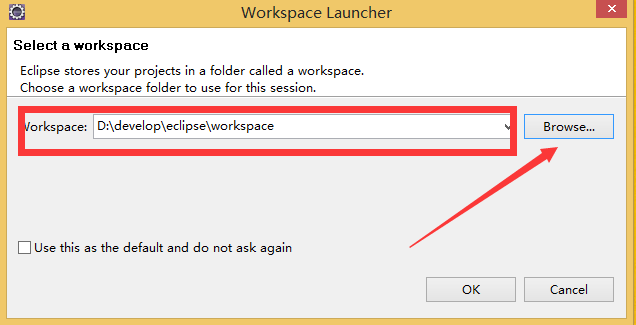 Workspace Launcher
Select a workspace
Eclipse stores your projects in a folder called a workspace.
Choose a workspace folder to use for this session.
Workspace: D:\develop\eclipse\workspace Browse...
Use this as the default and do not ask again
OK Cancel